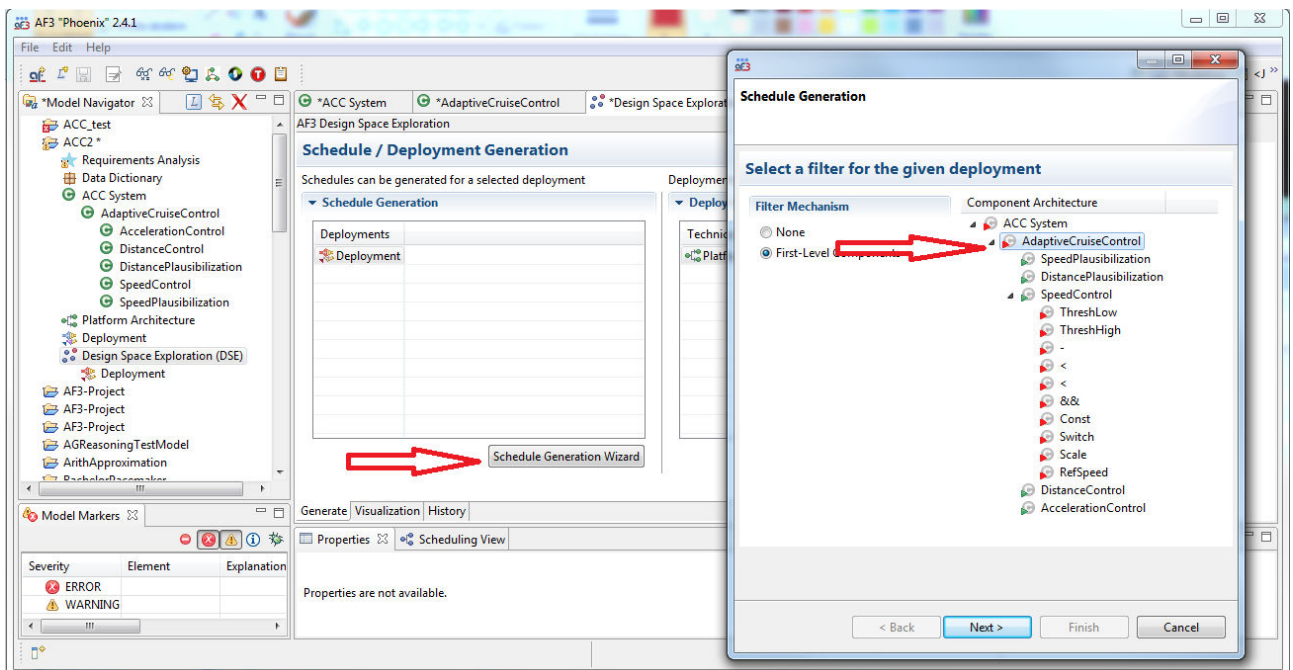 AF3 "Phoenix" 2.4.1
File Edit Help
*Model Navigator
ACC_test
ACC2 *
Requirements Analysis
Data Dictionary
ACC System
AdaptiveCruiseControl
AccelerationControl
DistanceControl
DistancePlausibilization
SpeedControl
SpeedPlausibilization
Platform Architecture
Deployment
Design Space Exploration (DSE)
Deployment
AF3-Project
AF3-Project
AF3-Project
AGReasoningTestModel
ArithApproximation
Model Markers
Severity Element Explanation
ERROR
WARNING
*ACC System *AdaptiveCruiseControl *Design Space Explorat
AF3 Design Space Exploration
Schedule / Deployment Generation
Schedules can be generated for a selected deployment Deploymen
Schedule Generation Deploy
Deployments Technic
Deployment Platf
Schedule Generation Wizard
Generate Visualization History
Properties Scheduling View
Properties are not available.
Schedule Generation
Select a filter for the given deployment
Filter Mechanism
None
First-Level Components
Component Architecture
ACC System
AdaptiveCruiseControl
SpeedPlausibilization
DistancePlausibilization
SpeedControl
ThreshLow
ThreshHigh
-
<
<
&&
Const
Switch
Scale
RefSpeed
DistanceControl
AccelerationControl
< Back Next > Finish Cancel